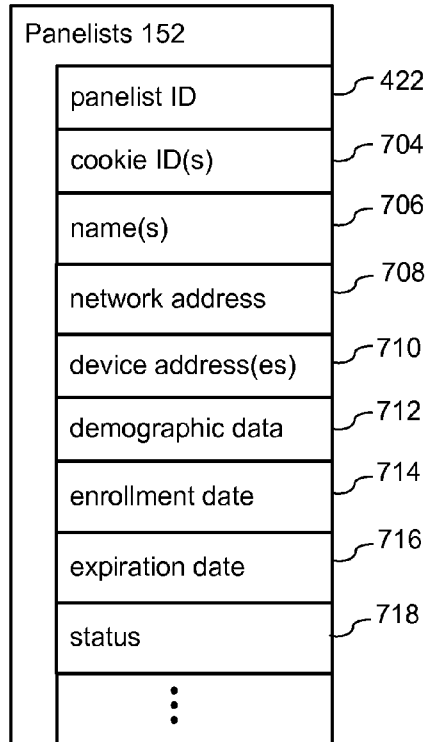 Panelists 152
panelist ID 422
cookie ID(s) 704
name(s) 706
network address 708
device address(es) 710
demographic data 712
enrollment date 714
expiration date 716
status 718